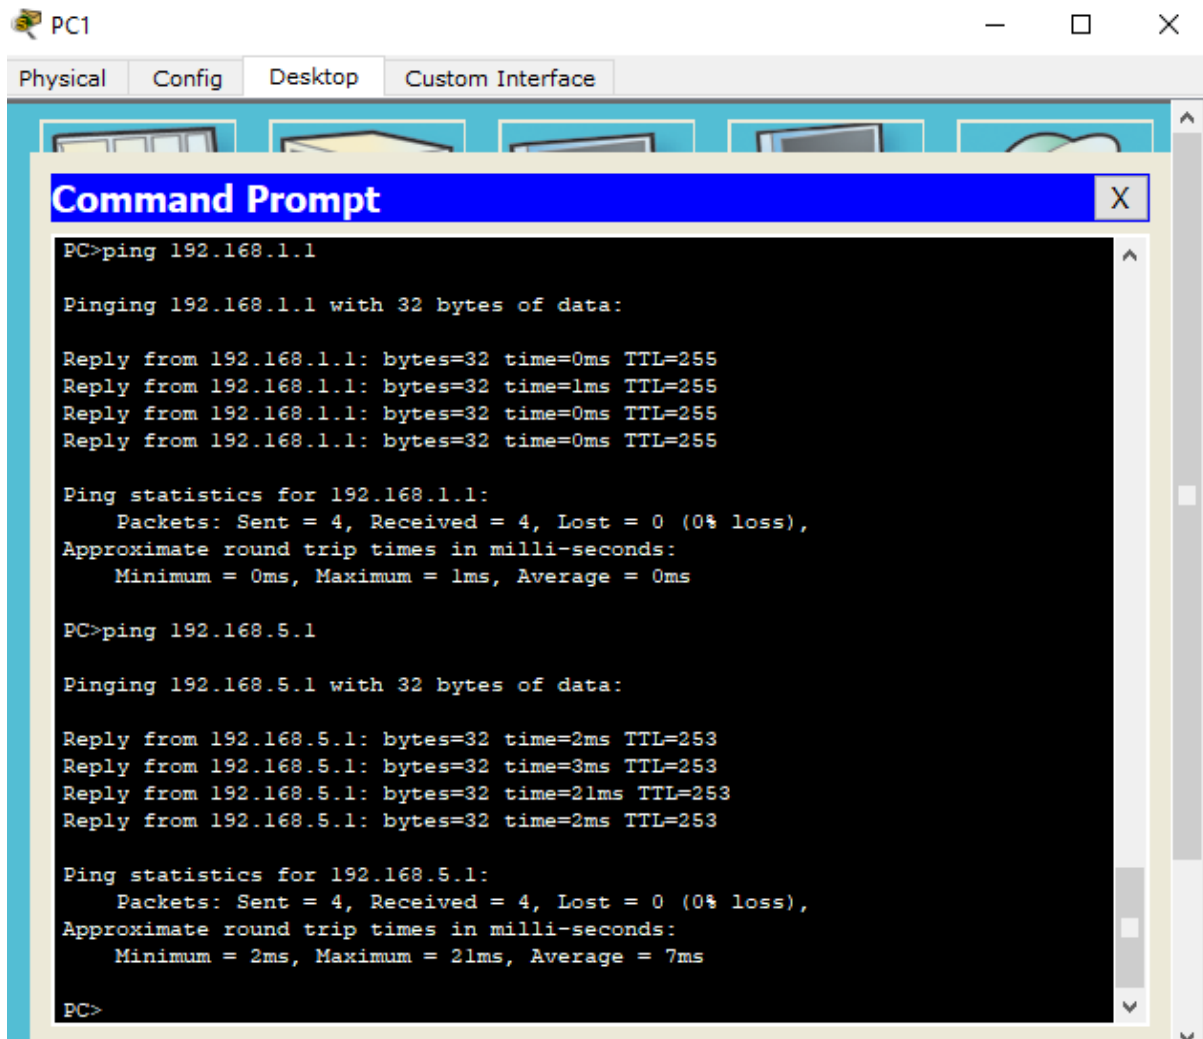 PC1
Physical Config Desktop Custom Interface
Command Prompt X
PC>ping 192.168.1.1
Pinging 192.168.1.1 with 32 bytes of data:
Reply from 192.168.1.1: bytes=32 time=0ms TTL=255
Reply from 192.168.1.1: bytes=32 time=1ms TTL=255
Reply from 192.168.1.1: bytes=32 time=0ms TTL=255
Reply from 192.168.1.1: bytes=32 time=0ms TTL=255
Ping statistics for 192.168.1.1:
Packets: Sent = 4, Received = 4, Lost = 0 (0% loss),
Approximate round trip times in milli-seconds:
Minimum = 0ms, Maximum = 1ms, Average = 0ms
PC>ping 192.168.5.1
Pinging 192.168.5.1 with 32 bytes of data:
Reply from 192.168.5.1: bytes=32 time=2ms TTL=253
Reply from 192.168.5.1: bytes=32 time=3ms TTL=253
Reply from 192.168.5.1: bytes=32 time=21ms TTL=253
Reply from 192.168.5.1: bytes=32 time=2ms TTL=253
Ping statistics for 192.168.5.1:
Packets: Sent = 4, Received = 4, Lost = 0 (0% loss),
Approximate round trip times in milli-seconds:
Minimum = 2ms, Maximum = 21ms, Average = 7ms
PC>